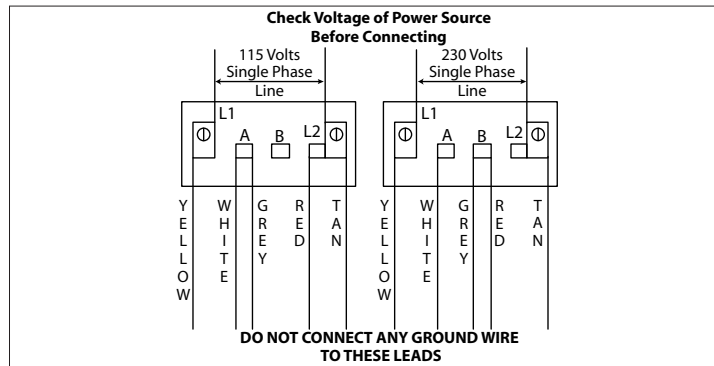 Check Voltage of Power Source
Before Connecting
115 Volts
Single Phase
Line
L1
A
B
L2
YELLOW
WHITE
GREY
RED
TAN
230 Volts
Single Phase
Line
L1
A
B
L2
YELLOW
WHITE
GREY
RED
TAN
DO NOT CONNECT ANY GROUND WIRE
TO THESE LEADS